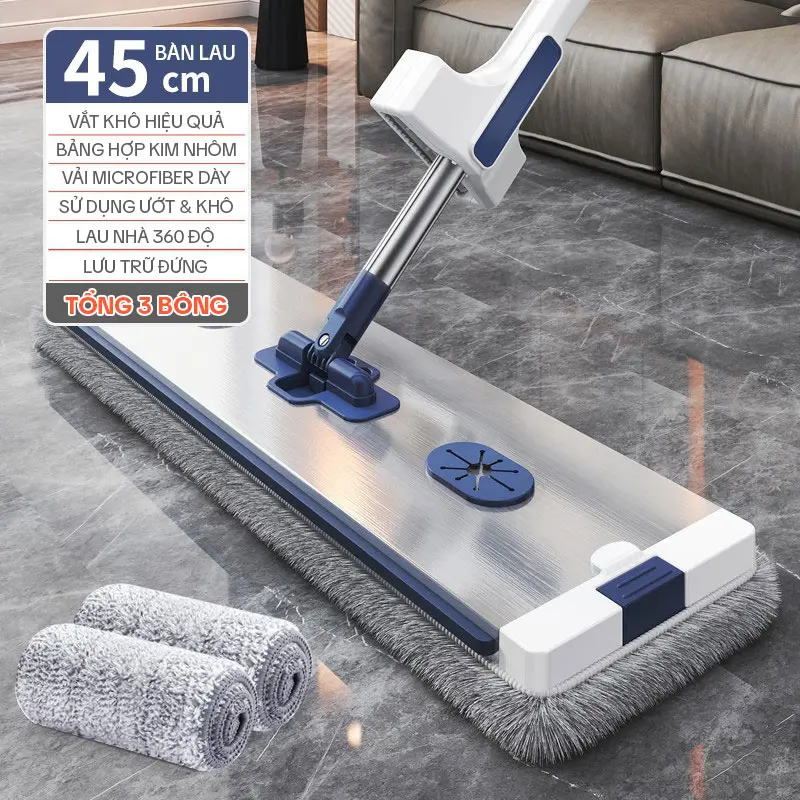 45 BÀN LAU
cm
VẮT KHÔ HIỆU QUẢ
BẢNG HỢP KIM NHÔM
VẢI MICROFIBER DÀY
SỬ DỤNG ƯỚT & KHÔ
LAU NHÀ 360 ĐỘ
LƯU TRỮ ĐỨNG
TỔNG 3 BÔNG